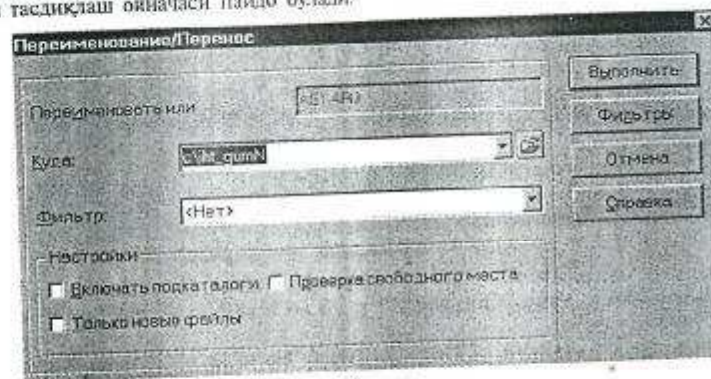 тасдиқлаш ойначаси пайдо бўлади.
Переименование/Перенос
Выполнить
Переименовать или
Фильтры
Куда:
Отмена
Фильтр: <Нет>
Справка
Настройки
Включать подкаталоги Проверка свободного места
Только новые файлы